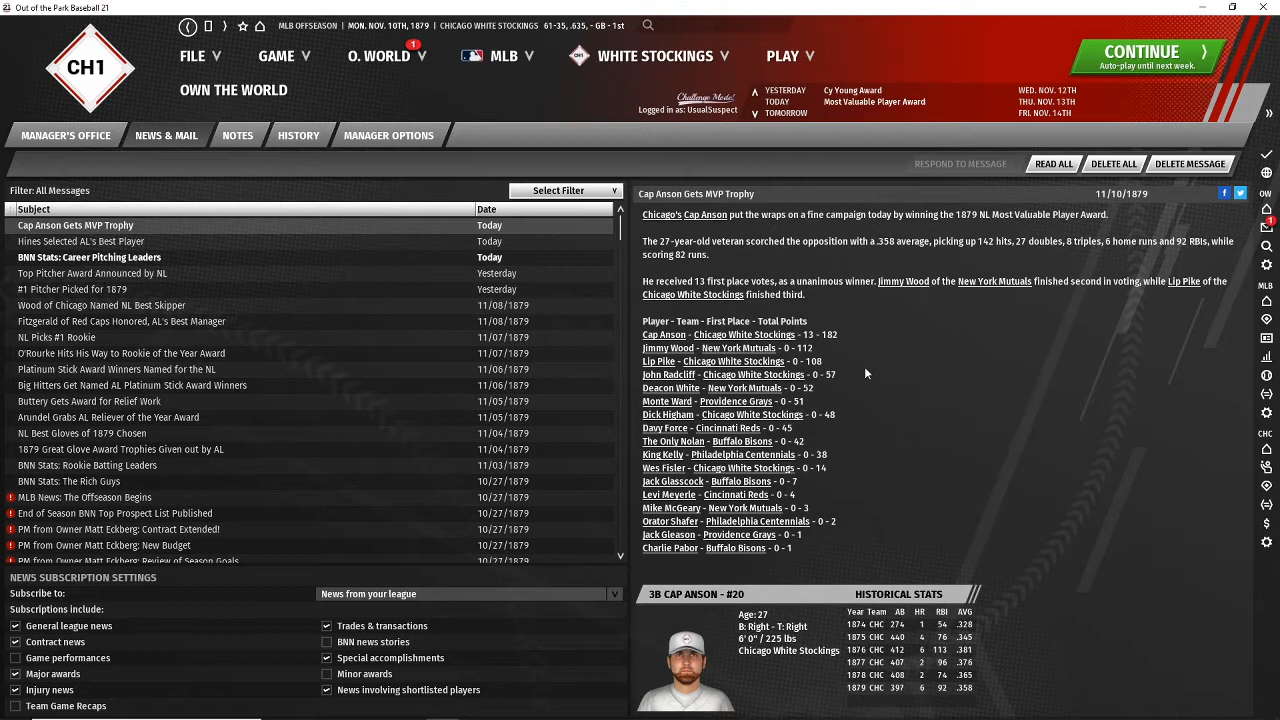 Out of the Park Baseball 21
MLB OFFSEASON MON. NOV. 10TH, 1879 CHICAGO WHITE STOCKINGS 61-35, .635, - GB - 1st
CH1
FILE
GAME
O. WORLD
1
MLB
CH1
WHITE STOCKINGS
PLAY
CONTINUE
Auto-play until next week.
OWN THE WORLD
Challenge Mode!
Logged in as: UsualSuspect
YESTERDAY
TODAY
TOMORROW
Cy Young Award
Most Valuable Player Award
WED. NOV. 12TH
THU. NOV. 13TH
FRI. NOV. 14TH
MANAGER'S OFFICE
NEWS & MAIL
NOTES
HISTORY
MANAGER OPTIONS
RESPOND TO MESSAGE
READ ALL
DELETE ALL
DELETE MESSAGE
Filter: All Messages
Select Filter
Subject Date
Cap Anson Gets MVP Trophy Today
Hines Selected AL's Best Player Today
BNN Stats: Career Pitching Leaders Today
Top Pitcher Award Announced by NL Yesterday
#1 Pitcher Picked for 1879 Yesterday
Wood of Chicago Named NL Best Skipper 11/08/1879
Fitzgerald of Red Caps Honored, AL's Best Manager 11/08/1879
NL Picks #1 Rookie 11/07/1879
O'Rourke Hits His Way to Rookie of the Year Award 11/07/1879
Platinum Stick Award Winners Named for the NL 11/06/1879
Big Hitters Get Named AL Platinum Stick Award Winners 11/06/1879
Buttery Gets Award for Relief Work 11/05/1879
Arundel Grabs AL Reliever of the Year Award 11/05/1879
NL Best Gloves of 1879 Chosen 11/04/1879
1879 Great Glove Award Trophies Given out by AL 11/04/1879
BNN Stats: Rookie Batting Leaders 11/03/1879
BNN Stats: The Rich Guys 10/27/1879
MLB News: The Offseason Begins 10/27/1879
End of Season BNN Top Prospect List Published 10/27/1879
PM from Owner Matt Eckberg: Contract Extended! 10/27/1879
PM from Owner Matt Eckberg: New Budget 10/27/1879
PM from Owner Matt Eckberg: Review of Season Goals 10/27/1879
NEWS SUBSCRIPTION SETTINGS
Subscribe to: News from your league
Subscriptions include:
General league news Trades & transactions
Contract news BNN news stories
Game performances Special accomplishments
Major awards Minor awards
Injury news News involving shortlisted players
Team Game Recaps
Cap Anson Gets MVP Trophy 11/10/1879
Chicago's Cap Anson put the wraps on a fine campaign today by winning the 1879 NL Most Valuable Player Award.
The 27-year-old veteran scorched the opposition with a .358 average, picking up 142 hits, 27 doubles, 8 triples, 6 home runs and 92 RBIs, while
scoring 82 runs.
He received 13 first place votes, as a unanimous winner. Jimmy Wood of the New York Mutuals finished second in voting, while Lip Pike of the
Chicago White Stockings finished third.
Player - Team - First Place - Total Points
Cap Anson - Chicago White Stockings - 13 - 182
Jimmy Wood - New York Mutuals - 0 - 112
Lip Pike - Chicago White Stockings - 0 - 108
John Radcliff - Chicago White Stockings - 0 - 57
Deacon White - New York Mutuals - 0 - 52
Monte Ward - Providence Grays - 0 - 51
Dick Higham - Chicago White Stockings - 0 - 48
Davy Force - Cincinnati Reds - 0 - 45
The Only Nolan - Buffalo Bisons - 0 - 42
King Kelly - Philadelphia Centennials - 0 - 38
Wes Fisler - Chicago White Stockings - 0 - 14
Jack Glasscock - Buffalo Bisons - 0 - 7
Levi Meyerle - Cincinnati Reds - 0 - 4
Mike McGeary - New York Mutuals - 0 - 3
Orator Shafer - Philadelphia Centennials - 0 - 2
Jack Gleason - Providence Grays - 0 - 1
Charlie Pabor - Buffalo Bisons - 0 - 1
3B CAP ANSON - #20
Age: 27
B: Right - T: Right
6' 0" / 225 lbs
Chicago White Stockings
HISTORICAL STATS
Year Team AB HR RBI AVG
1874 CHC 274 1 54 .328
1875 CHC 440 4 76 .345
1876 CHC 412 6 113 .381
1877 CHC 407 2 96 .376
1878 CHC 408 2 74 .365
1879 CHC 397 6 92 .358
OW
1
MLB
CHC